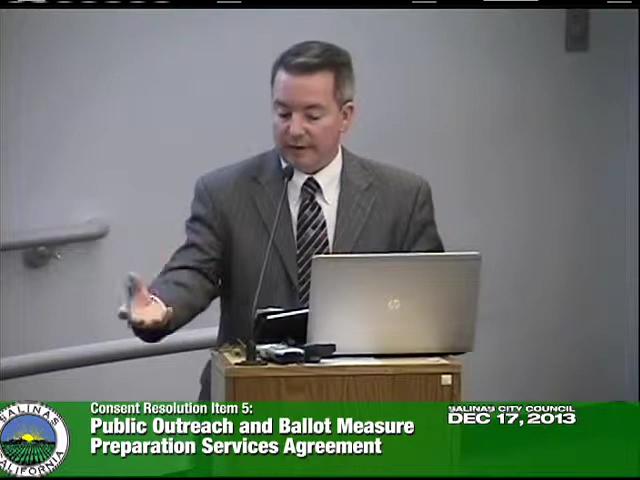 Consent Resolution Item 5:
Public Outreach and Ballot Measure
Preparation Services Agreement
SALINAS CITY COUNCIL
DEC 17, 2013
SALINAS
CALIFORNIA
hp